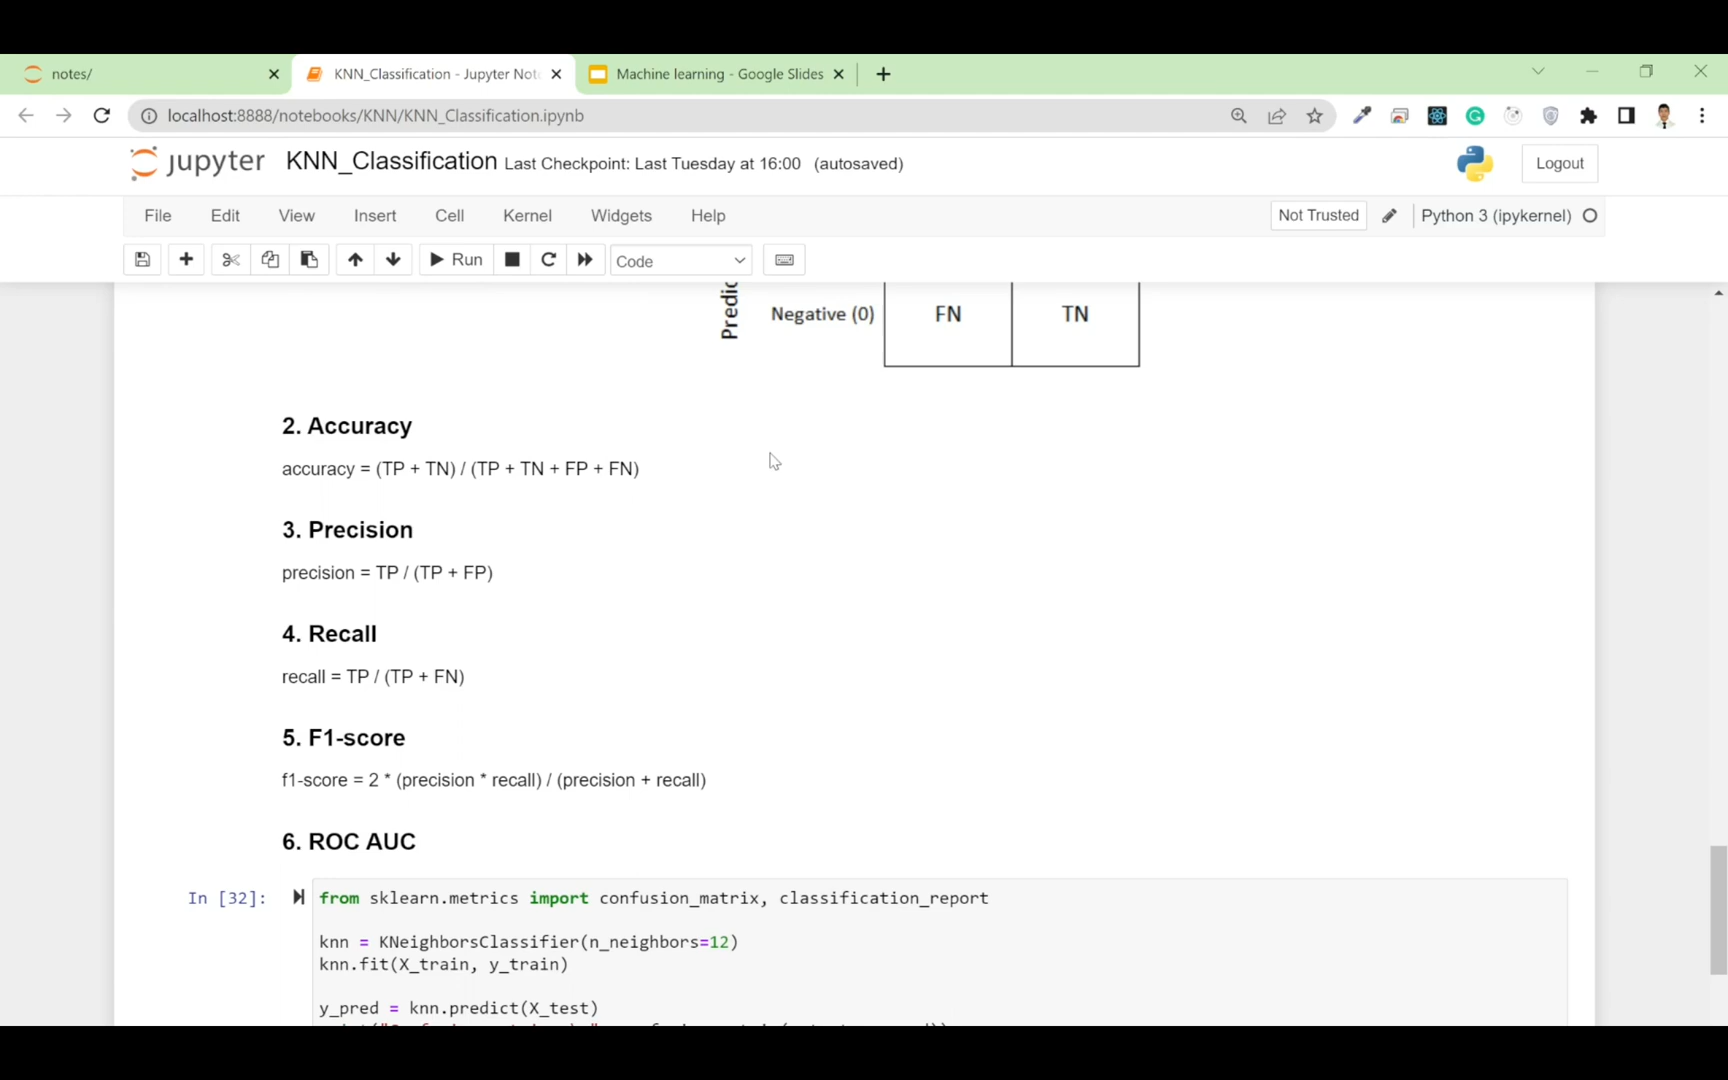 notes/
KNN_Classification - Jupyter Not
Machine learning - Google Slides
localhost:8888/notebooks/KNN/KNN_Classification.ipynb
jupyter KNN_Classification Last Checkpoint: Last Tuesday at 16:00 (autosaved)
Logout
File Edit View Insert Cell Kernel Widgets Help
Not Trusted
Python 3 (ipykernel)
Run
Code
Negative (0) FN TN
2. Accuracy
accuracy = (TP + TN) / (TP + TN + FP + FN)
3. Precision
precision = TP / (TP + FP)
4. Recall
recall = TP / (TP + FN)
5. F1-score
f1-score = 2 * (precision * recall) / (precision + recall)
6. ROC AUC
In [32]:
from sklearn.metrics import confusion_matrix, classification_report
knn = KNeighborsClassifier(n_neighbors=12)
knn.fit(X_train, y_train)
y_pred = knn.predict(X_test)